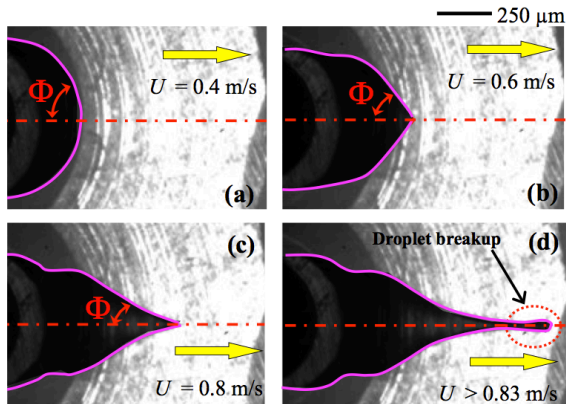 250 µm
Φ
U = 0.4 m/s
(a)
Φ
U = 0.6 m/s
(b)
(c)
Φ
U = 0.8 m/s
Droplet breakup
(d)
U > 0.83 m/s